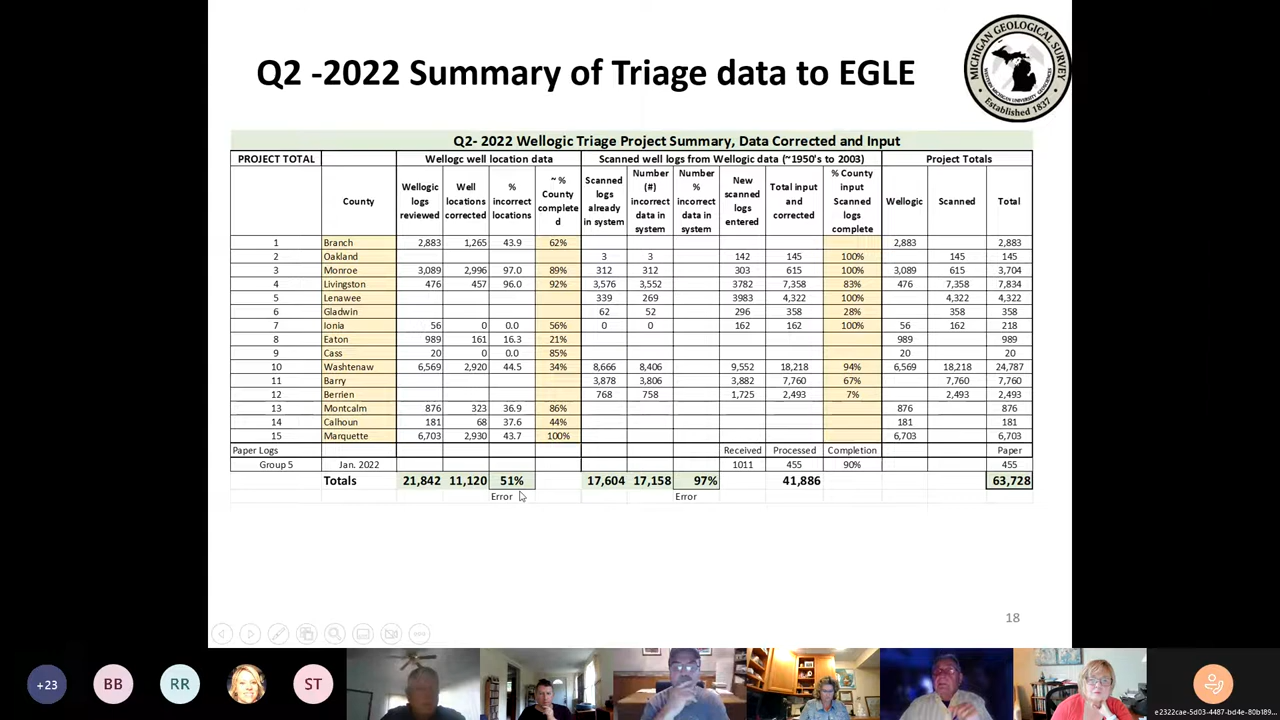 Q2 -2022 Summary of Triage data to EGLE
MICHIGAN GEOLOGICAL SURVEY
Established 1837
Q2- 2022 Wellogic Triage Project Summary, Data Corrected and Input
PROJECT TOTAL Wellogc well location data Scanned well logs from Wellogic data (~1950's to 2003) Project Totals
County Wellogic logs reviewed Well locations corrected % incorrect locations ~ % County complete d Scanned logs already in system Number (#) incorrect data in system Number % incorrect data in system New scanned logs entered Total input and corrected % County input Scanned logs complete Wellogic Scanned Total
1 Branch 2,883 1,265 43.9 62% 2,883 2,883
2 Oakland 3 3 142 145 100% 145 145
3 Monroe 3,089 2,996 97.0 89% 312 312 303 615 100% 3,089 615 3,704
4 Livingston 476 457 96.0 92% 3,576 3,552 3782 7,358 83% 476 7,358 7,834
5 Lenawee 339 269 3983 4,322 100% 4,322 4,322
6 Gladwin 62 52 296 358 28% 358 358
7 Ionia 56 0 0.0 56% 0 0 162 162 100% 56 162 218
8 Eaton 989 161 16.3 21% 989 989
9 Cass 20 0 0.0 85% 20 20
10 Washtenaw 6,569 2,920 44.5 34% 8,666 8,406 9,552 18,218 94% 6,569 18,218 24,787
11 Barry 3,878 3,806 3,882 7,760 67% 7,760 7,760
12 Berrien 768 758 1,725 2,493 7% 2,493 2,493
13 Montcalm 876 323 36.9 86% 876 876
14 Calhoun 181 68 37.6 44% 181 181
15 Marquette 6,703 2,930 43.7 100% 6,703 6,703
Paper Logs Received Processed Completion Paper
Group 5 Jan. 2022 1011 455 90% 455
Totals 21,842 11,120 51% 17,604 17,158 97% 41,886 63,728
Error Error
18
+23 BB RR ST
e2322cae-5d03-4487-bd4e-80b189...